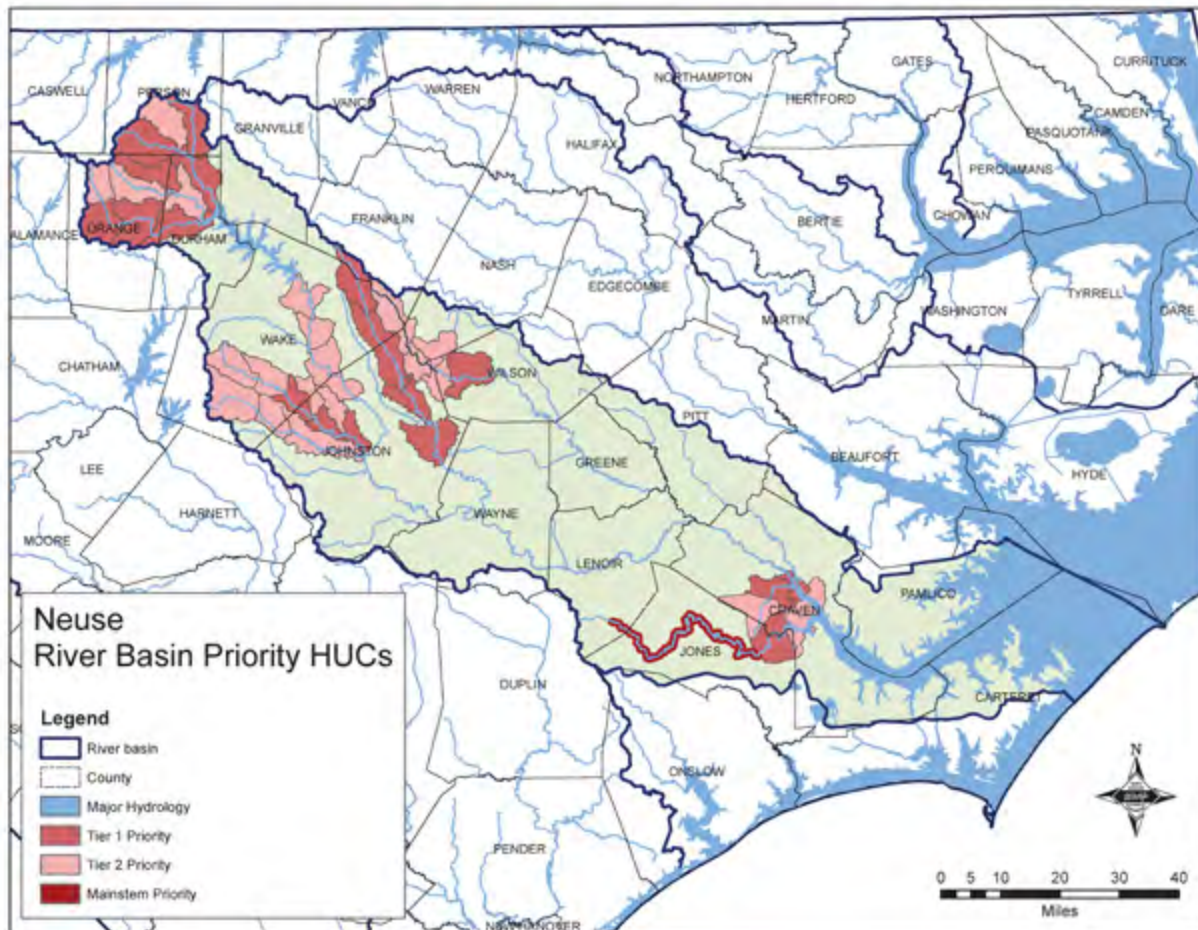 CASWELL
PERSON
GRANVILLE
VANCE
WARREN
NORTHAMPTON
GATES
CURRITUCK
HERTFORD
CAMDEN
PASQUOTANK
PERQUIMANS
HALIFAX
CHOWAN
BERTIE
ALAMANCE
ORANGE
DURHAM
FRANKLIN
NASH
EDGECOMBE
MARTIN
WASHINGTON
TYRRELL
DARE
CHATHAM
WAKE
WILSON
PITT
BEAUFORT
HYDE
LEE
JOHNSTON
GREENE
HARNETT
MOORE
WAYNE
LENOIR
CRAVEN
PAMLICO
JONES
CARTERET
DUPLIN
ONSLOW
PENDER
NEW HANOVER
Neuse
River Basin Priority HUCs
Legend
River basin
County
Major Hydrology
Tier 1 Priority
Tier 2 Priority
Mainstem Priority
N
0 5 10 20 30 40
Miles